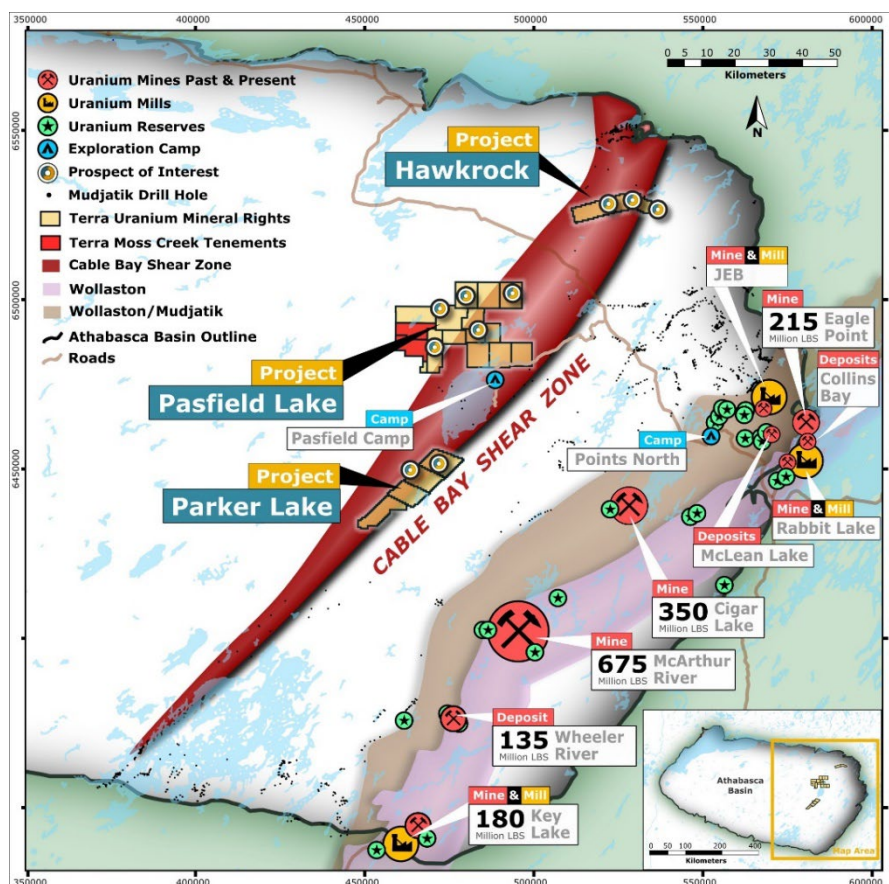 350000
400000
450000
500000
550000
600000
6550000
6500000
6450000
Uranium Mines Past & Present
Uranium Mills
Uranium Reserves
Exploration Camp
Prospect of Interest
Mudjatik Drill Hole
Terra Uranium Mineral Rights
Terra Moss Creek Tenements
Cable Bay Shear Zone
Wollaston
Wollaston/Mudjatik
Athabasca Basin Outline
Roads
0 5 10 20 30 40 50
Kilometers
N
Project
Hawkrock
Project
Pasfield Lake
Camp
Pasfield Camp
Project
Parker Lake
CABLE BAY SHEAR ZONE
Mine & Mill
JEB
Mine
215 Eagle
Million LBS Point
Deposits
Collins
Bay
Camp
Points North
Mine & Mill
Rabbit Lake
Deposits
McLean Lake
Mine
350 Cigar
Million LBS Lake
Mine
675 McArthur
Million LBS River
Deposit
135 Wheeler
Million LBS River
Mine & Mill
180 Key
Million LBS Lake
Athabasca
Basin
0 50 100 200 300 400
Kilometers
Map Area
350000
400000
450000
500000
550000
600000